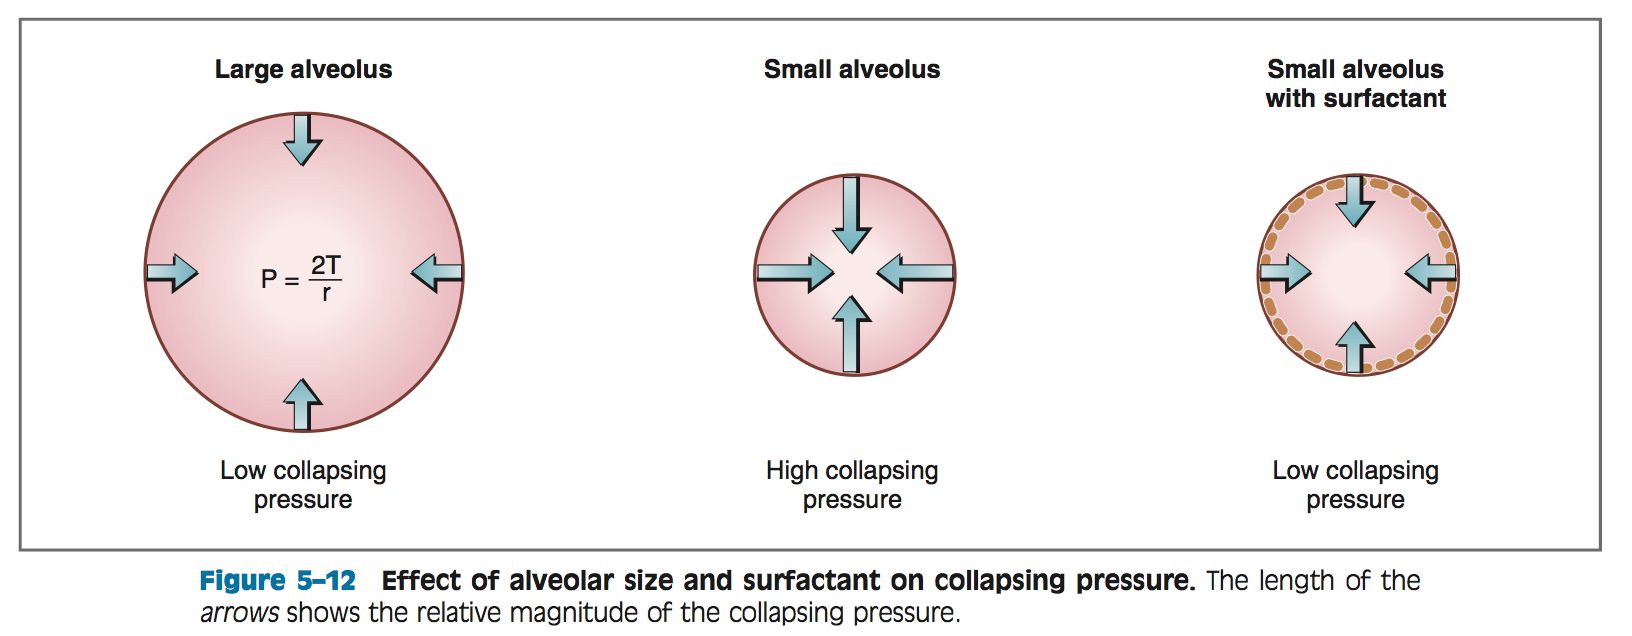 Large alveolus
Small alveolus
Small alveolus
with surfactant
P = 2T
r
Low collapsing
pressure
High collapsing
pressure
Low collapsing
pressure
Figure 5–12 Effect of alveolar size and surfactant on collapsing pressure. The length of the
arrows shows the relative magnitude of the collapsing pressure.